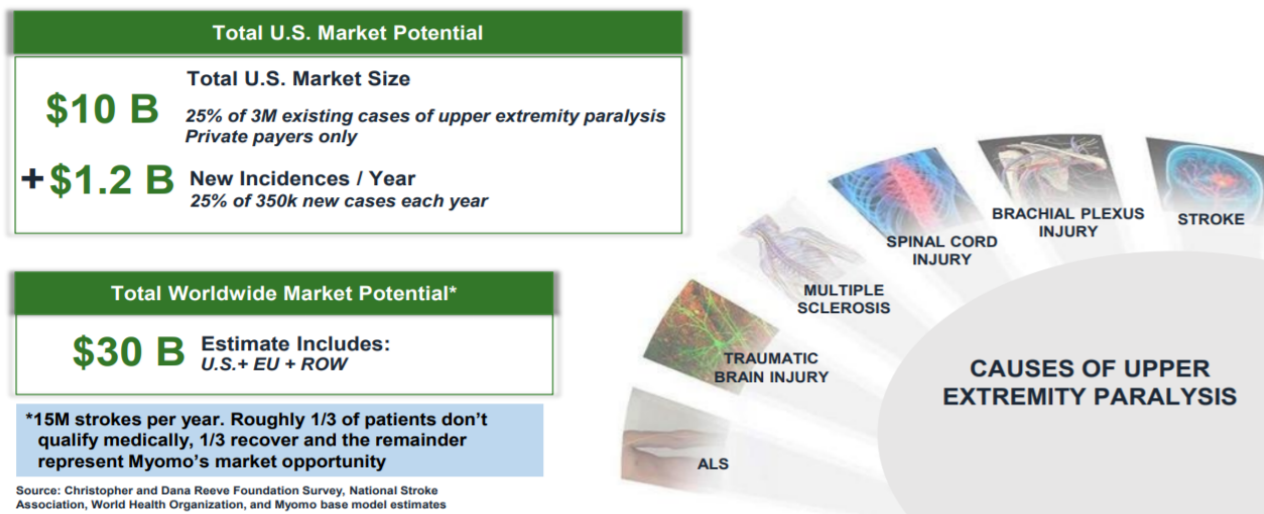 Total U.S. Market Potential
$10 B
Total U.S. Market Size
25% of 3M existing cases of upper extremity paralysis
Private payers only
+$1.2 B
New Incidences / Year
25% of 350k new cases each year
Total Worldwide Market Potential*
$30 B
Estimate Includes:
U.S.+ EU + ROW
*15M strokes per year. Roughly 1/3 of patients don’t
qualify medically, 1/3 recover and the remainder
represent Myomo’s market opportunity
Source: Christopher and Dana Reeve Foundation Survey, National Stroke
Association, World Health Organization, and Myomo base model estimates
ALS
TRAUMATIC
BRAIN INJURY
MULTIPLE
SCLEROSIS
SPINAL CORD
INJURY
BRACHIAL PLEXUS
INJURY
STROKE
CAUSES OF UPPER
EXTREMITY PARALYSIS